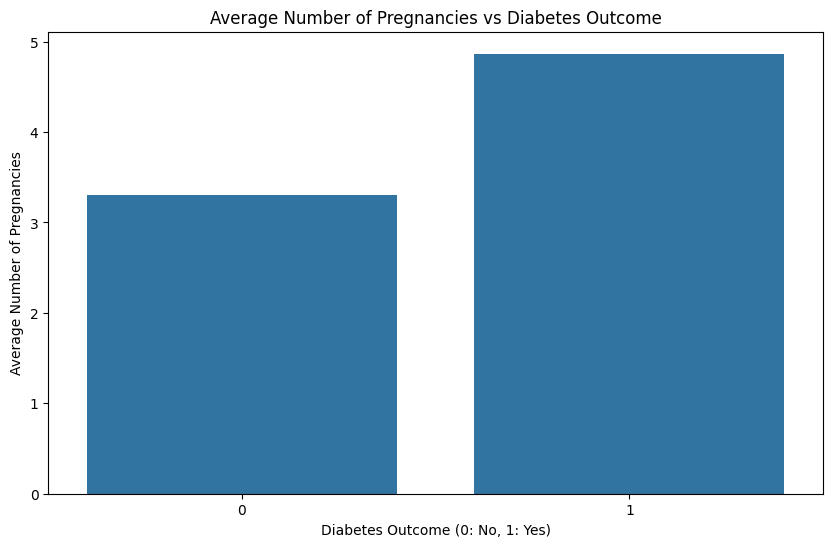 Average Number of Pregnancies vs Diabetes Outcome
Average Number of Pregnancies
5
4
3
2
1
0
0 1
Diabetes Outcome (0: No, 1: Yes)